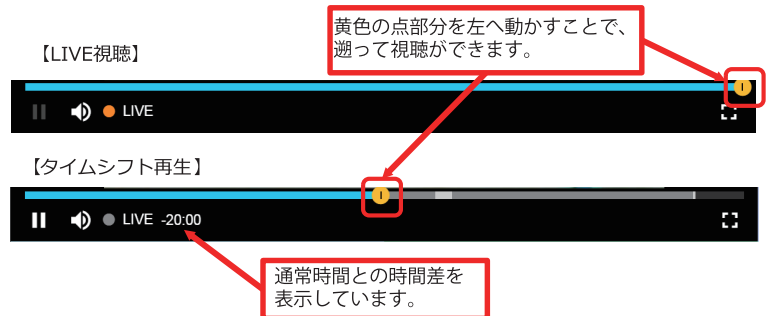 黄色の点部分を左へ動かすことで、
遡って視聴ができます。
【LIVE視聴】
LIVE
【タイムシフト再生】
LIVE -20:00
通常時間との時間差を
表示しています。